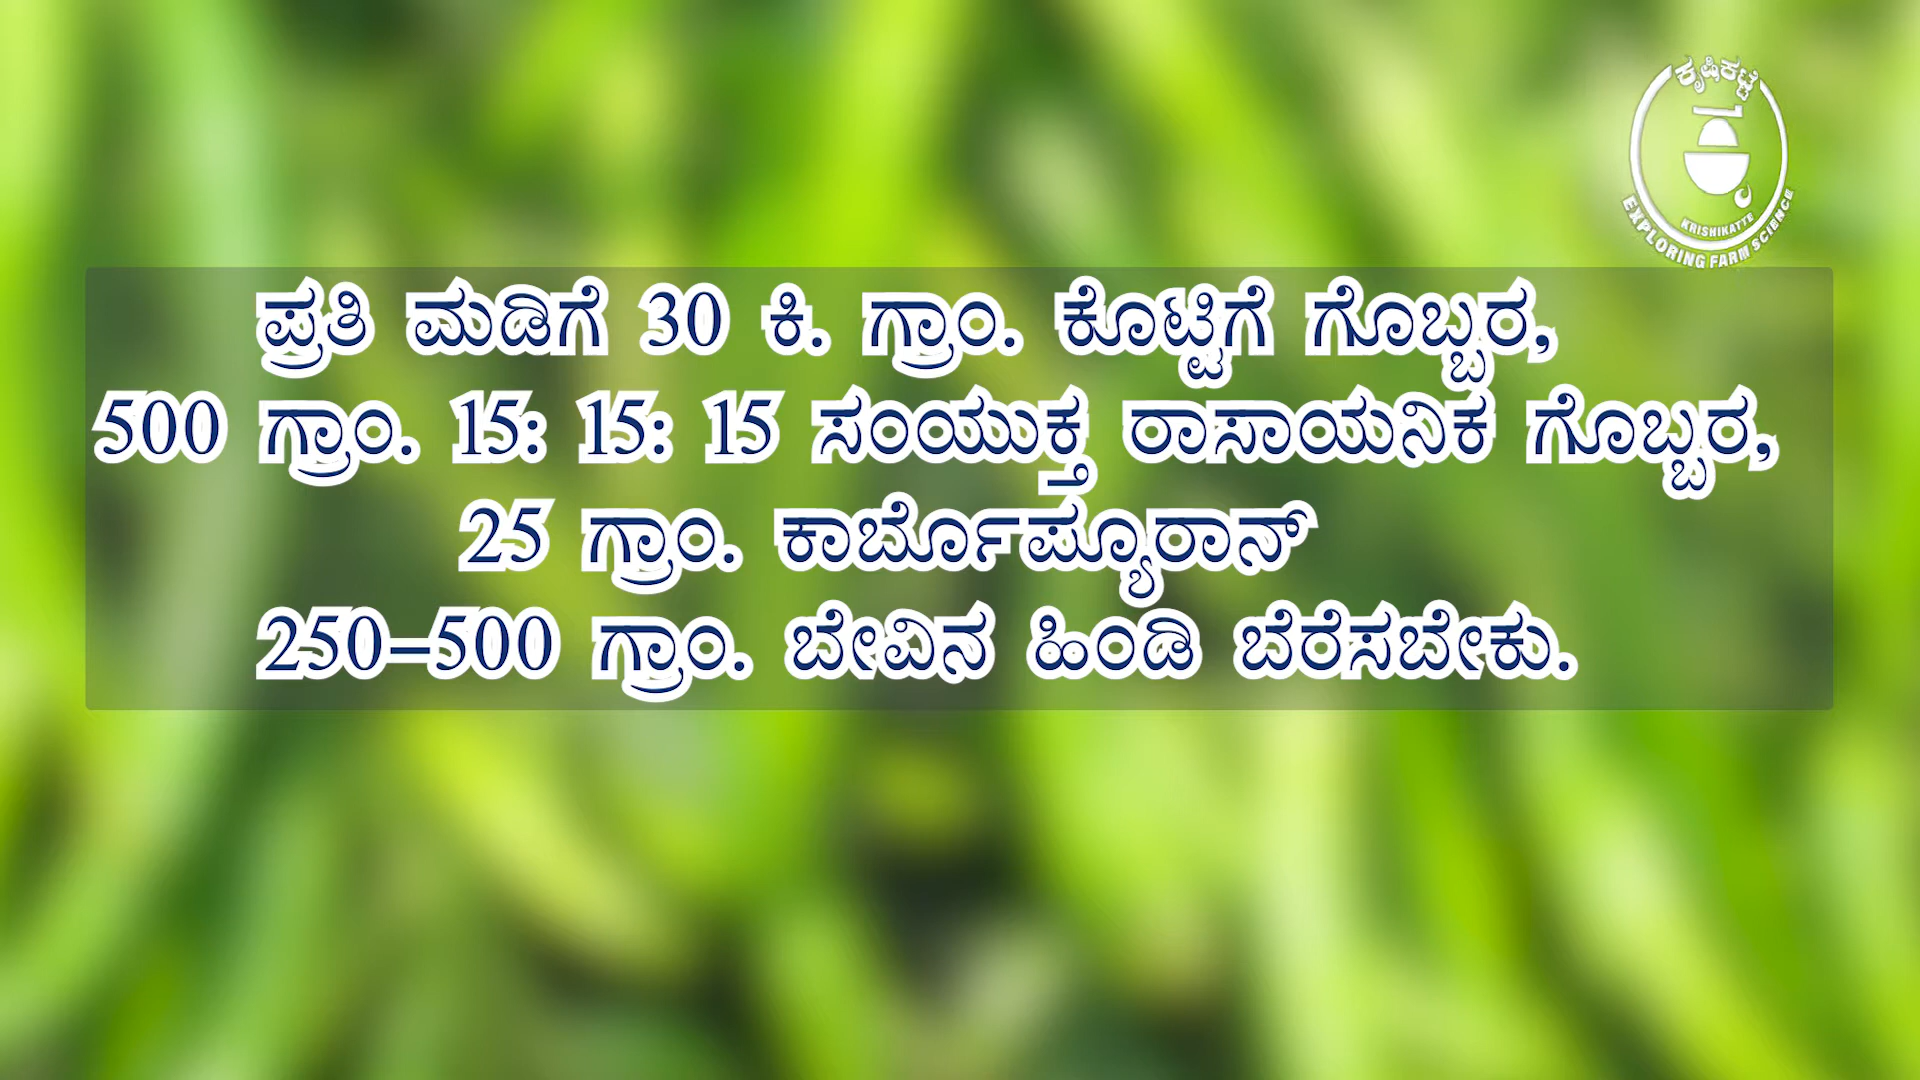 ಕೃಷಿಕಟ್ಟೆ
KRISHIKATTE
EXPLORING FARM SCIENCE
ಪ್ರತಿ ಮಡಿಗೆ 30 ಕಿ. ಗ್ರಾಂ. ಕೊಟ್ಟಿಗೆ ಗೊಬ್ಬರ,
500 ಗ್ರಾಂ. 15: 15: 15 ಸಂಯುಕ್ತ ರಾಸಾಯನಿಕ ಗೊಬ್ಬರ,
25 ಗ್ರಾಂ. ಕಾರ್ಬೊಪ್ಯೂರಾನ್
250-500 ಗ್ರಾಂ. ಬೇವಿನ ಹಿಂಡಿ ಬೆರೆಸಬೇಕು.